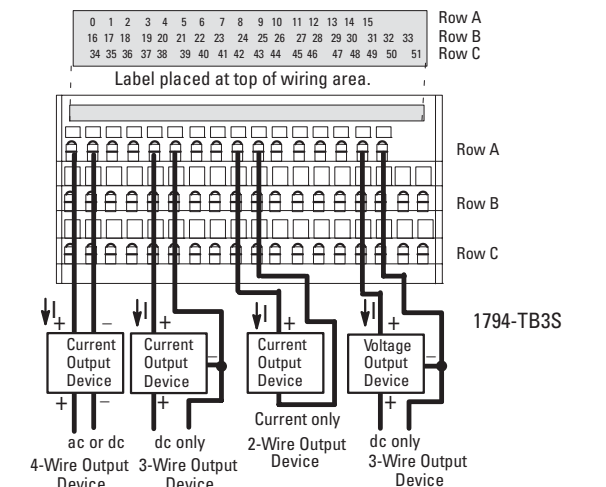 0 1 2 3 4 5 6 7 8 9 10 11 12 13 14 15 Row A
16 17 18 19 20 21 22 23 24 25 26 27 28 29 30 31 32 33 Row B
34 35 36 37 38 39 40 41 42 43 44 45 46 47 48 49 50 51 Row C
Label placed at top of wiring area.
Row A
Row B
Row C
1794-TB3S
I + – I + I + I +
Current Output Device
Current Output Device
Current Output Device
Voltage Output Device
– –
+ – + +
ac or dc
4-Wire Output Device
dc only
3-Wire Output Device
Current only
2-Wire Output Device
dc only
3-Wire Output Device